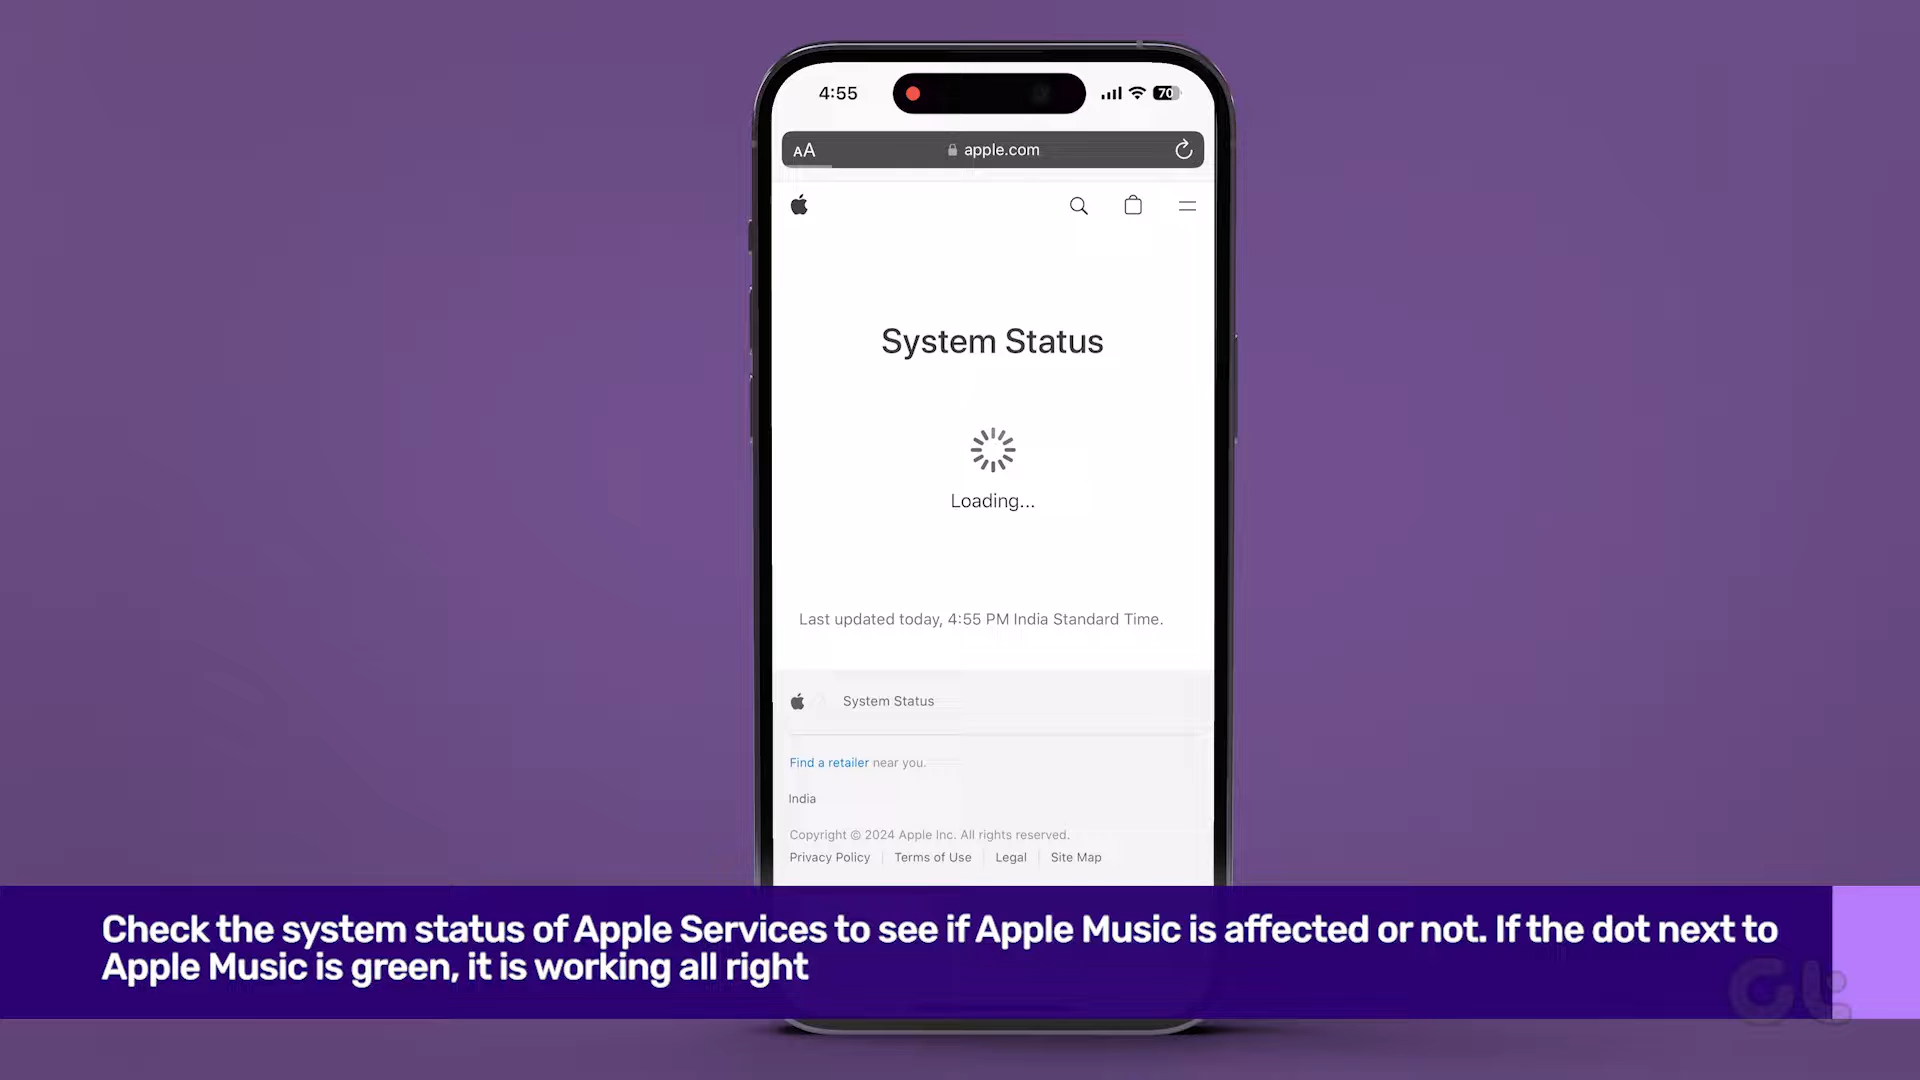 4:55
70
AA apple.com
System Status
Loading...
Last updated today, 4:55 PM India Standard Time.
System Status
Find a retailer near you.
India
Copyright © 2024 Apple Inc. All rights reserved.
Privacy Policy Terms of Use Legal Site Map
Check the system status of Apple Services to see if Apple Music is affected or not. If the dot next to
Apple Music is green, it is working all right
GL